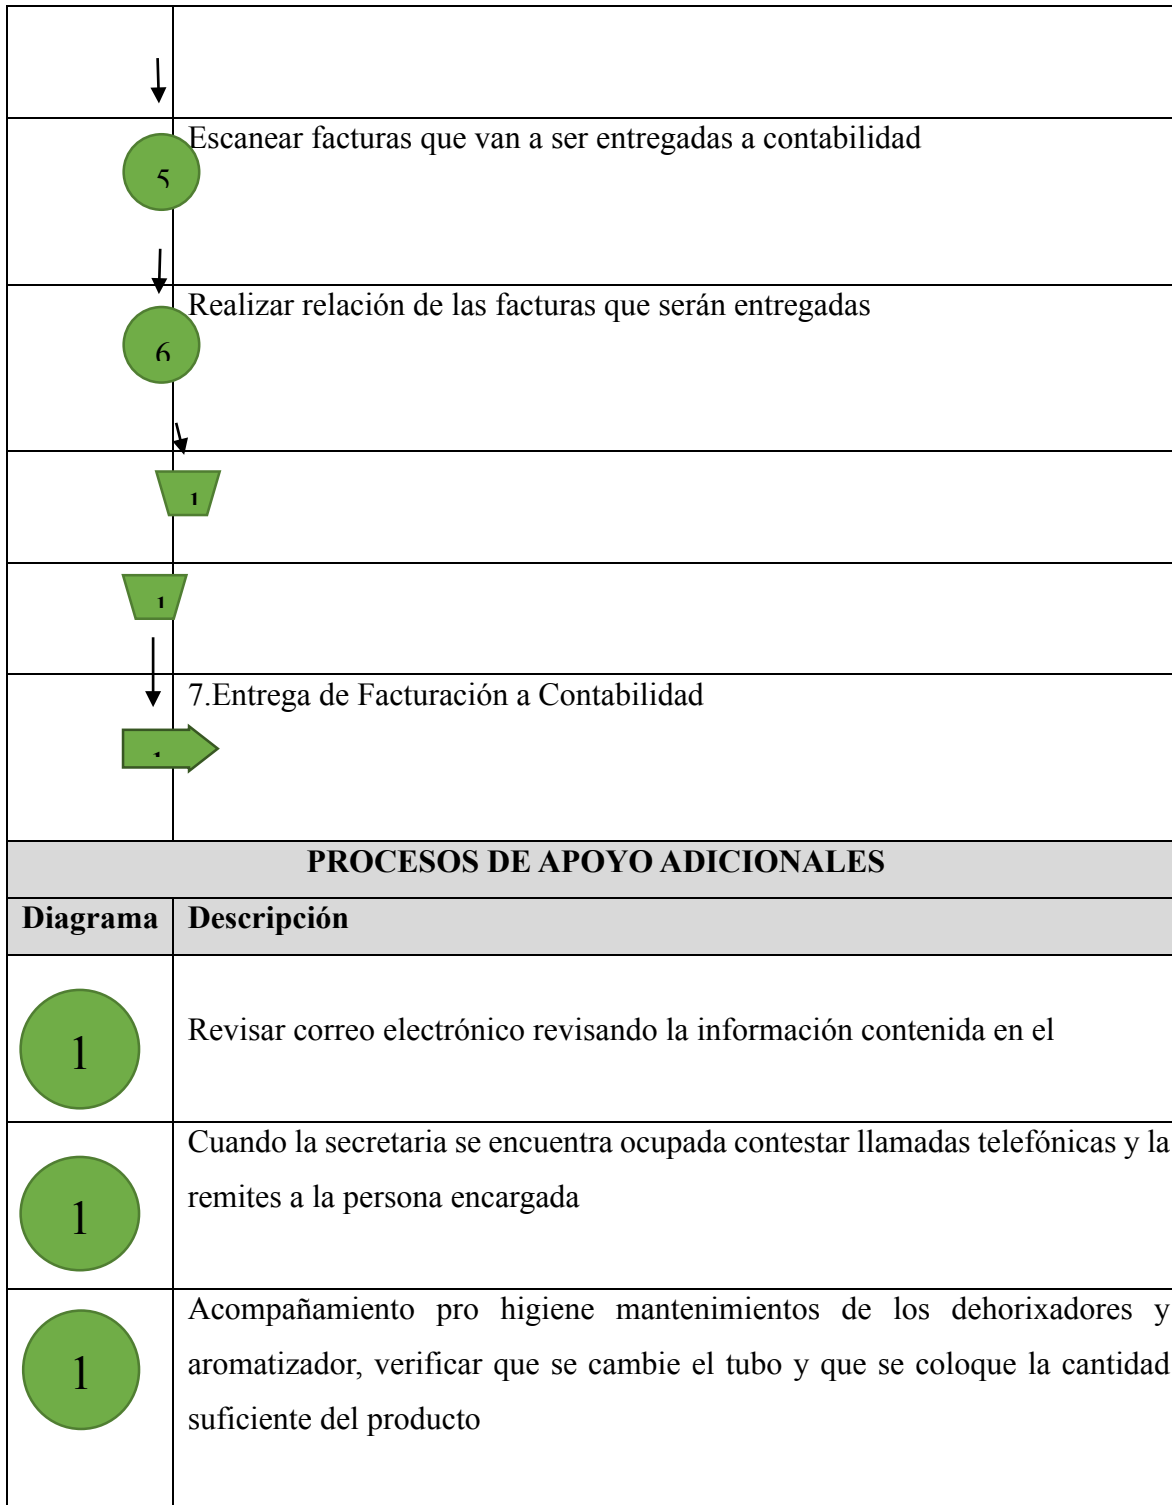 Escanear facturas que van a ser entregadas a contabilidad
5
Realizar relación de las facturas que serán entregadas
6
1
1
7.Entrega de Facturación a Contabilidad
PROCESOS DE APOYO ADICIONALES
Diagrama Descripción
1
Revisar correo electrónico revisando la información contenida en el
1
Cuando la secretaria se encuentra ocupada contestar llamadas telefónicas y la
remites a la persona encargada
1
Acompañamiento pro higiene mantenimientos de los dehorixadores y
aromatizador, verificar que se cambie el tubo y que se coloque la cantidad
suficiente del producto